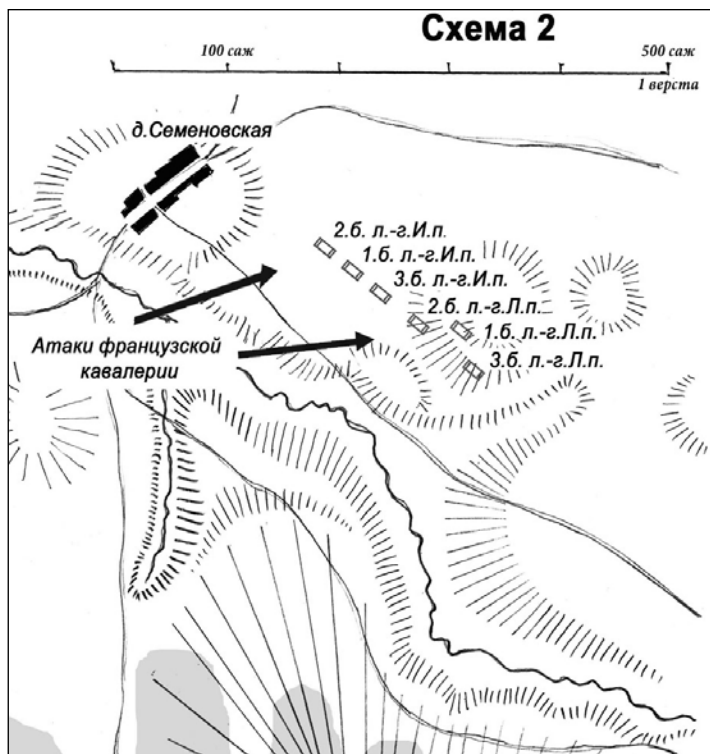 Схема 2
100 саж
500 саж
1 верста
д.Семеновская
2.б. л.-г.И.п.
1.б. л.-г.И.п.
3.б. л.-г.И.п.
2.б. л.-г.Л.п.
1.б. л.-г.Л.п.
3.б. л.-г.Л.п.
Атаки французской
кавалерии